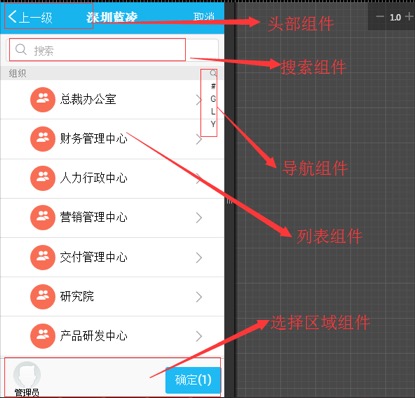 上一级 深圳蓝凌 取消
搜索
组织
#
G
L
Y
总裁办公室
财务管理中心
人力行政中心
营销管理中心
交付管理中心
研究院
产品研发中心
管理员
确定(1)
1.0
头部组件
搜索组件
导航组件
列表组件
选择区域组件